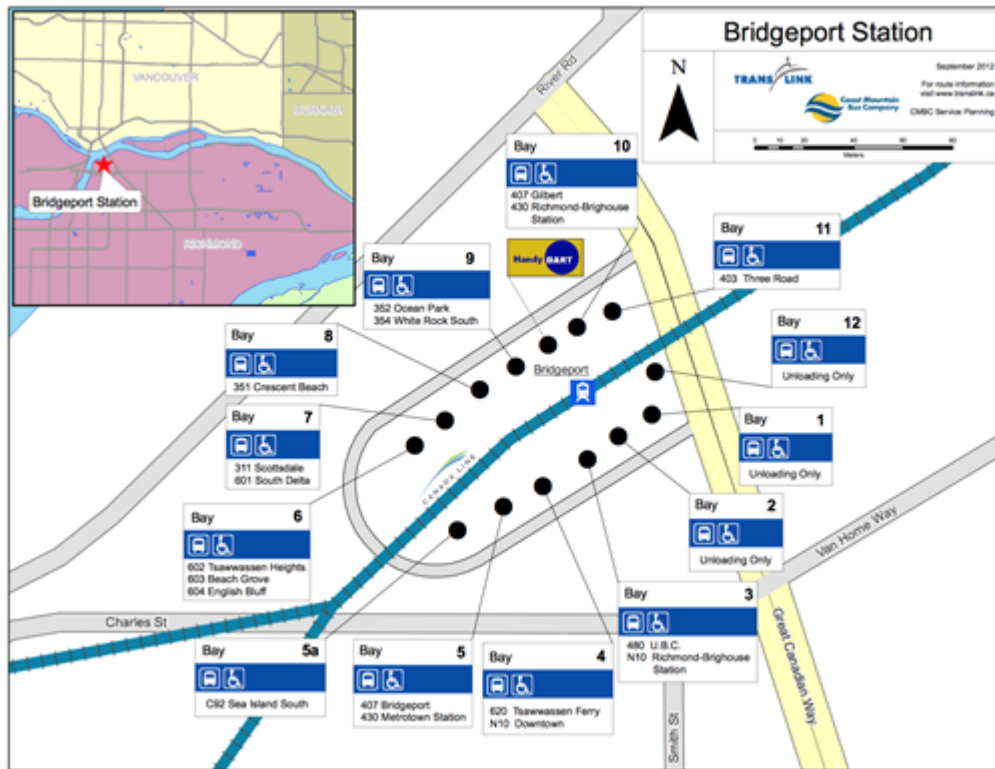 Bridgeport Station
September 2012
For route information
visit www.translink.ca
CMBC Service Planning
TRANSLINK
Coast Mountain
Bus Company
N
Meters
VANCOUVER
BURNABY
RICHMOND
Bridgeport Station
River Rd
Bay 10
407 Gilbert
430 Richmond-Brighouse
Station
Handy DART
Bay 11
403 Three Road
Bay 9
352 Ocean Park
354 White Rock South
Bay 12
Unloading Only
Bay 8
351 Crescent Beach
Bridgeport
Bay 7
311 Scottsdale
601 South Delta
Bay 1
Unloading Only
CANADA LINE
Bay 6
602 Tsawwassen Heights
603 Beach Grove
604 English Bluff
Bay 2
Unloading Only
Van Horne Way
Bay 3
480 U.B.C.
N10 Richmond-Brighouse
Station
Charles St
Bay 5a
C92 Sea Island South
Bay 5
407 Bridgeport
430 Metrotown Station
Bay 4
620 Tsawwassen Ferry
N10 Downtown
Smith St
Great Canadian Way